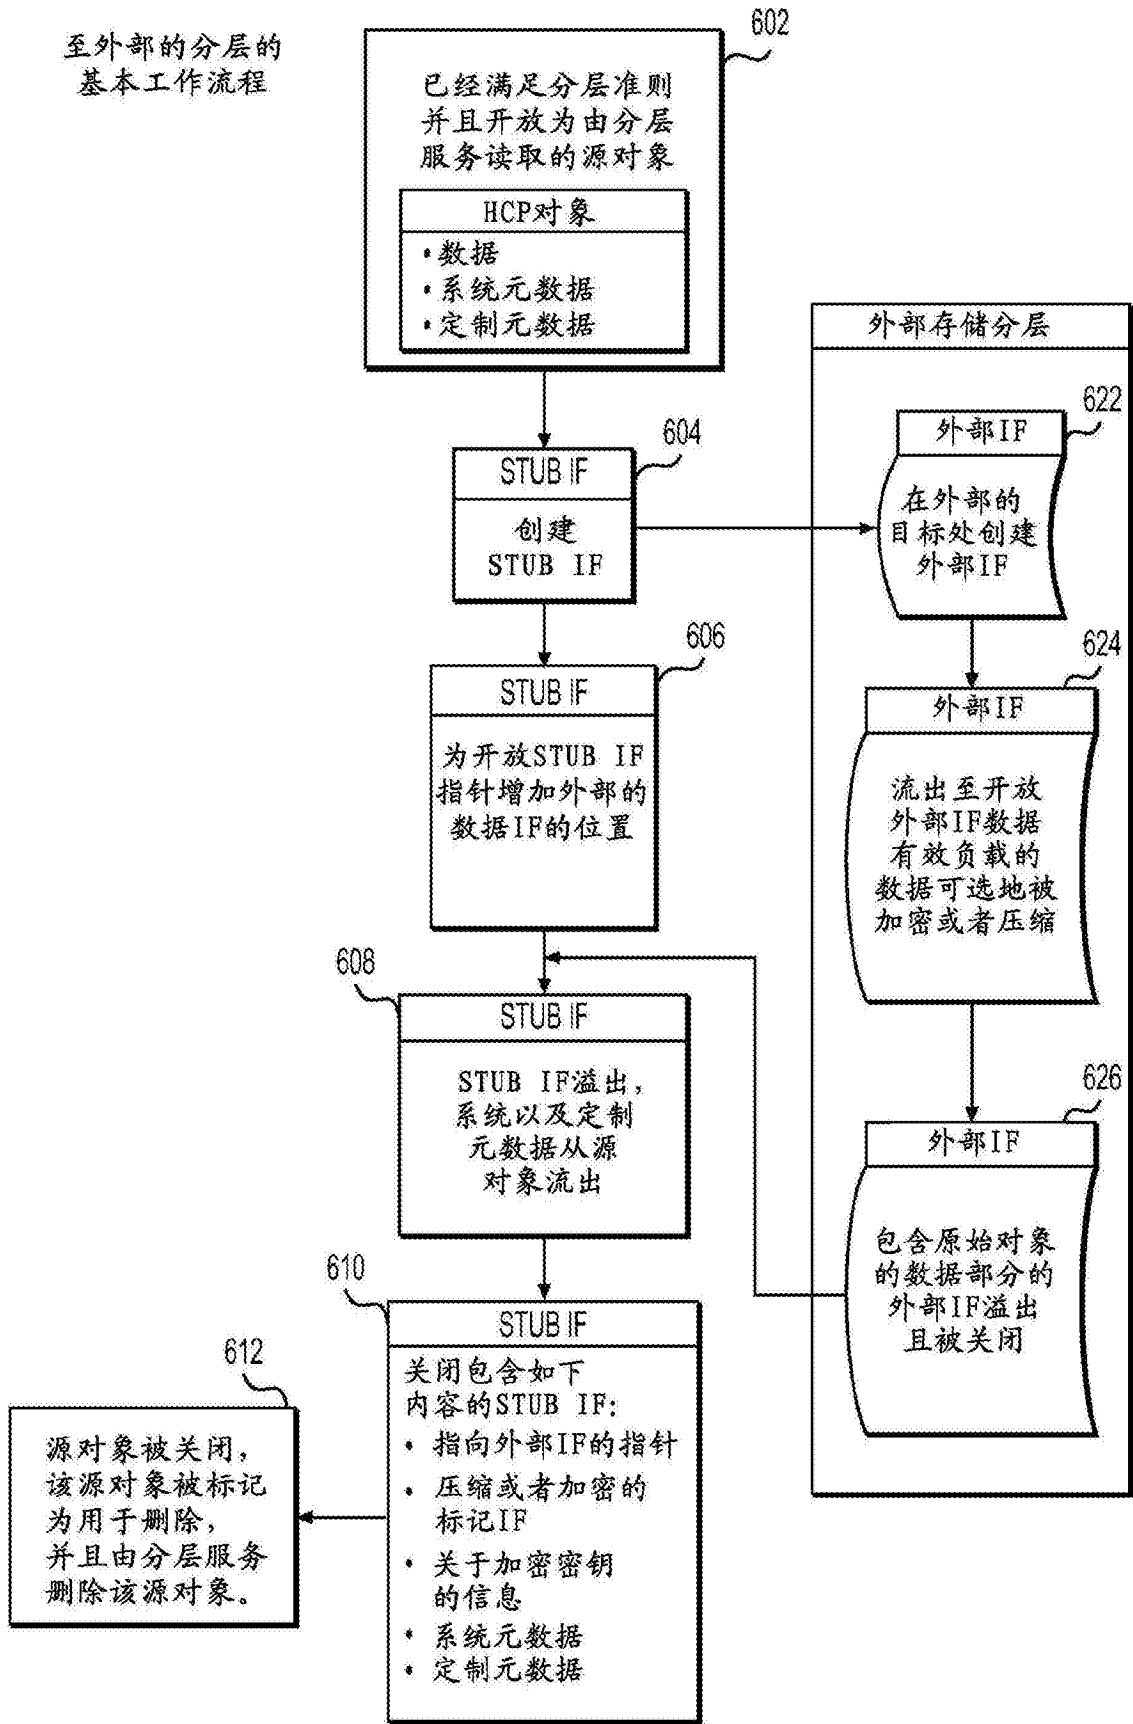 至外部的分层的
基本工作流程
602
已经满足分层准则
并且开放为由分层
服务读取的源对象
HCP对象
·数据
·系统元数据
·定制元数据
604
STUB IF
创建
STUB IF
606
STUB IF
为开放STUB IF
指针增加外部的
数据IF的位置
608
STUB IF
STUB IF溢出,
系统以及定制
元数据从源
对象流出
610
STUB IF
关闭包含如下
内容的STUB IF:
· 指向外部IF的指针
· 压缩或者加密的
标记IF
· 关于加密密钥
的信息
· 系统元数据
· 定制元数据
612
源对象被关闭,
该源对象被标记
为用于删除,
并且由分层服务
删除该源对象。
外部存储分层
622
外部IF
在外部的
目标处创建
外部IF
624
外部IF
流出至开放
外部IF数据
有效负载的
数据可选地被
加密或者压缩
626
外部IF
包含原始对象
的数据部分的
外部IF溢出
且被关闭